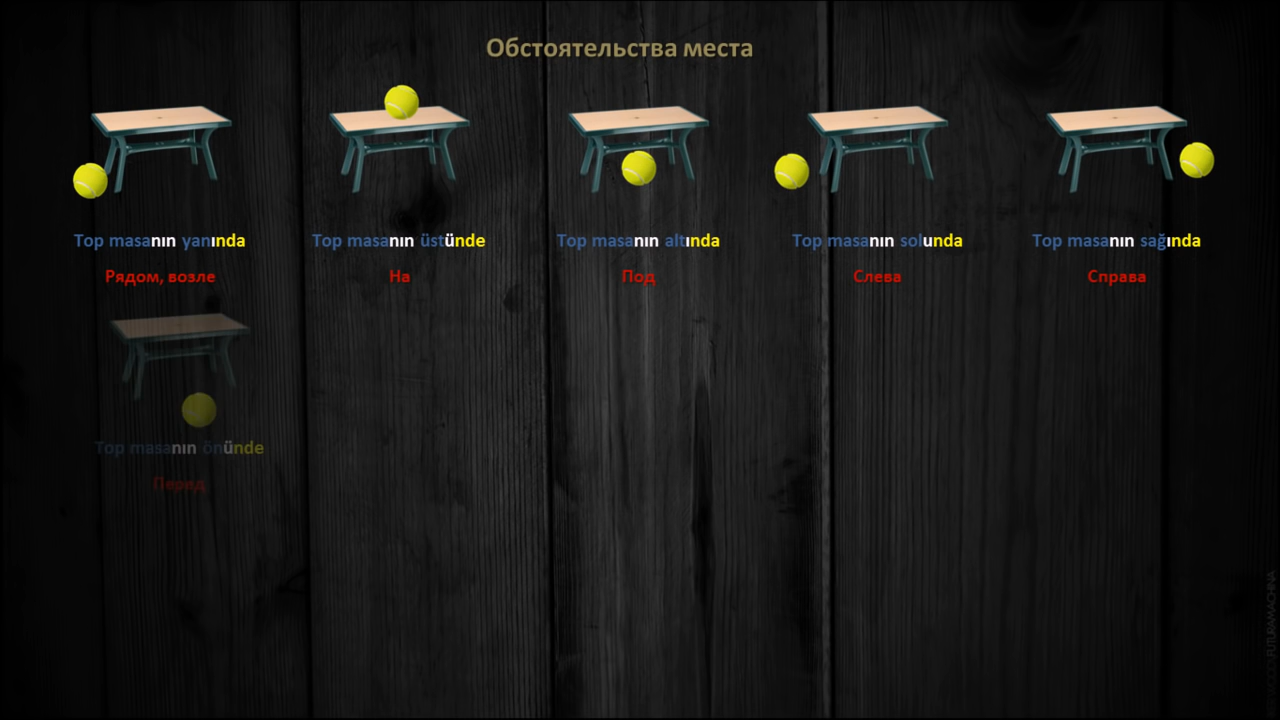 Обстоятельства места
Top masanın yanında
Рядом, возле
Top masanın üstünde
На
Top masanın altında
Под
Top masanın solunda
Слева
Top masanın sağında
Справа
Top masanın önünde